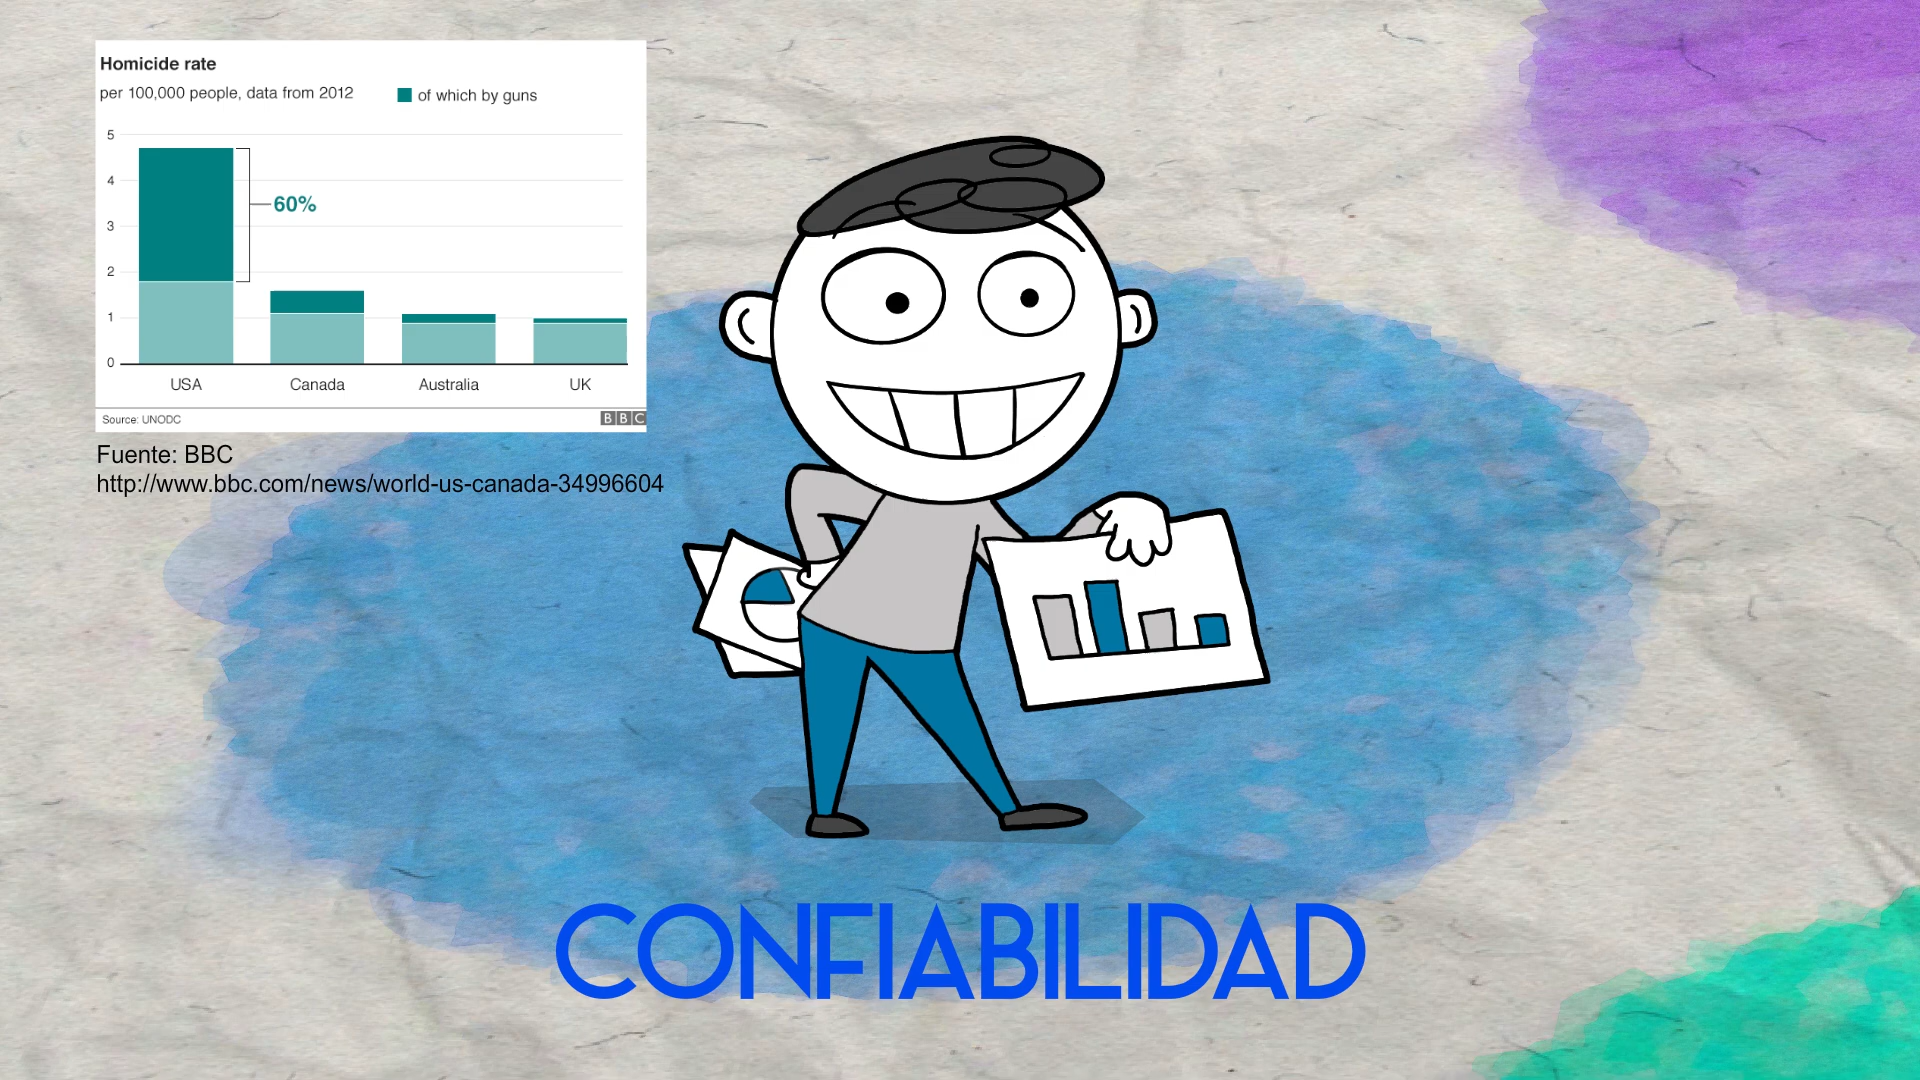 Homicide rate
per 100,000 people, data from 2012
of which by guns
5
4
60%
3
2
1
0
USA Canada Australia UK
Source: UNODC
BBC
Fuente: BBC
http://www.bbc.com/news/world-us-canada-34996604
CONFIABILIDAD